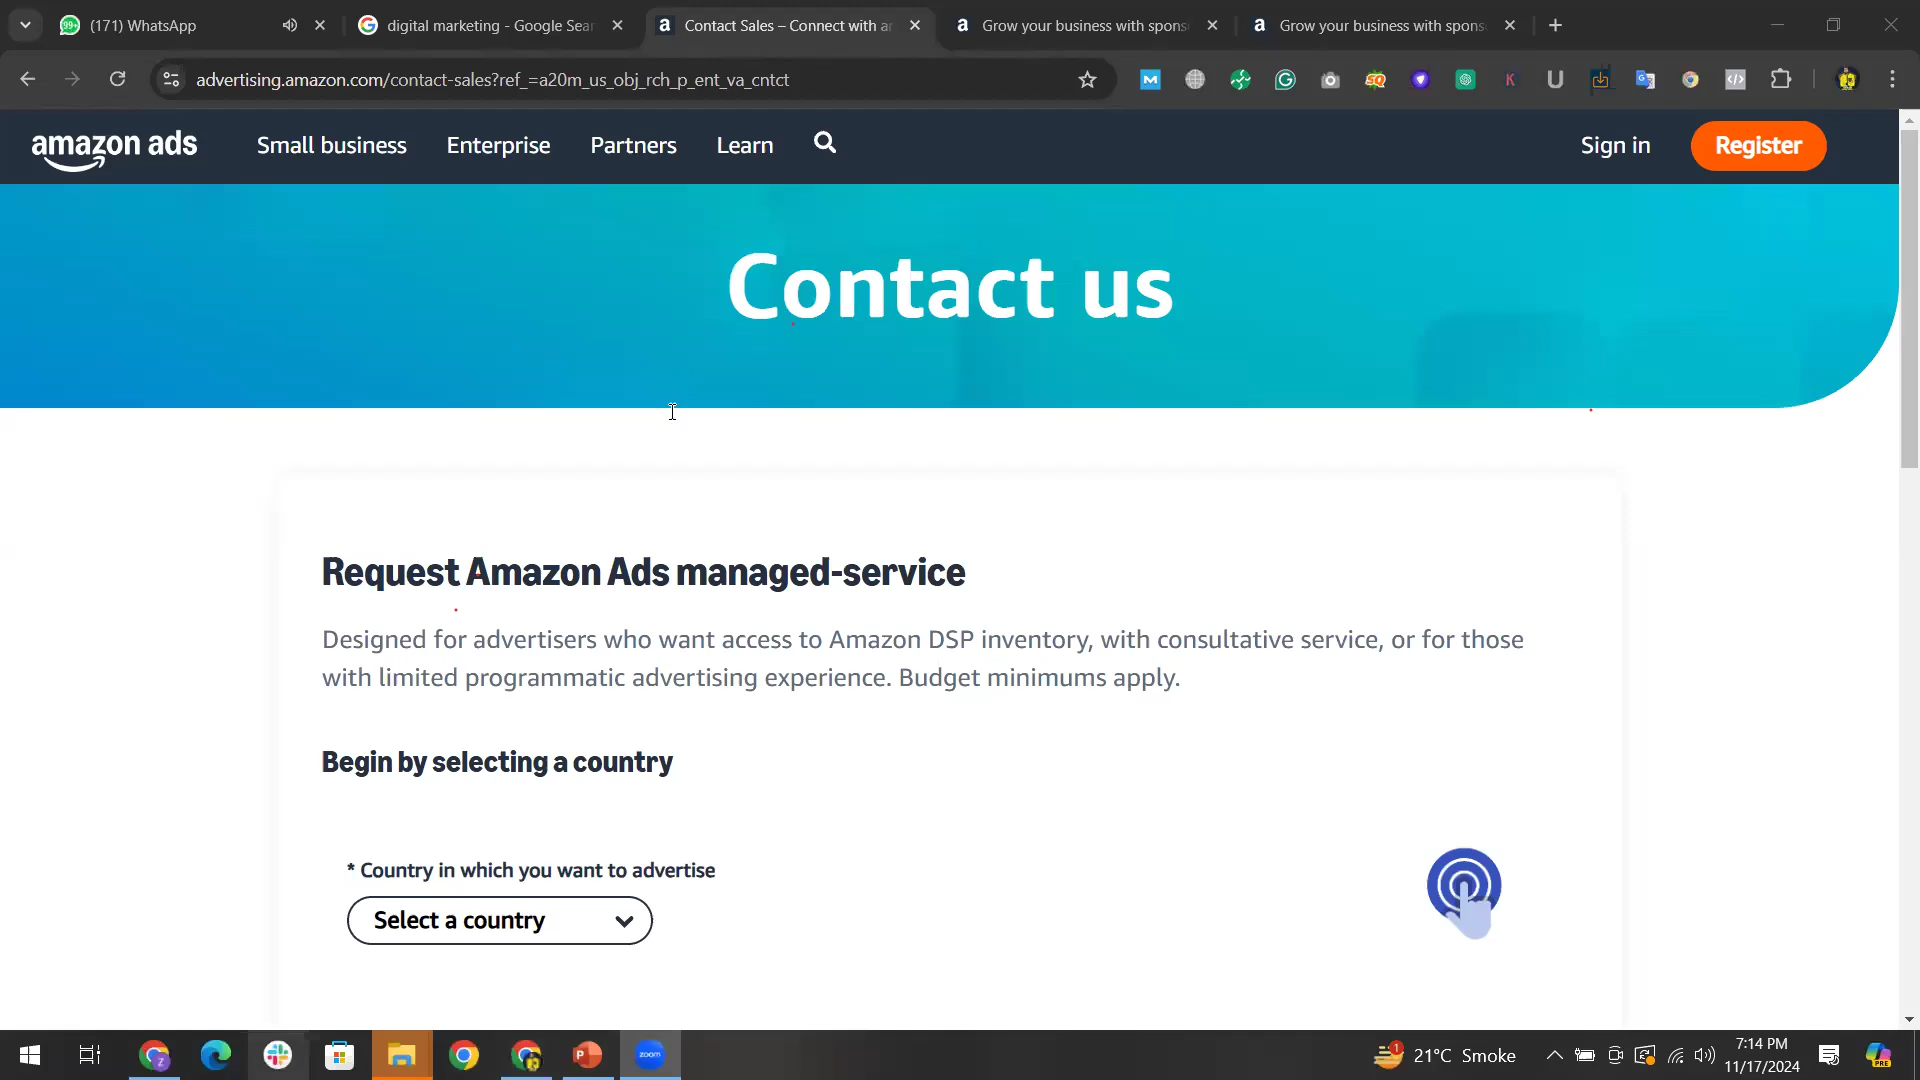 (171) WhatsApp
digital marketing - Google Sear
Contact Sales – Connect with an
Grow your business with spons
Grow your business with spons
advertising.amazon.com/contact-sales?ref_=a20m_us_obj_rch_p_ent_va_cntct
amazon ads
Small business
Enterprise
Partners
Learn
Sign in
Register
Contact us
Request Amazon Ads managed-service
Designed for advertisers who want access to Amazon DSP inventory, with consultative service, or for those
with limited programmatic advertising experience. Budget minimums apply.
Begin by selecting a country
* Country in which you want to advertise
Select a country
zoom
1
21°C Smoke
7:14 PM
11/17/2024
PRE